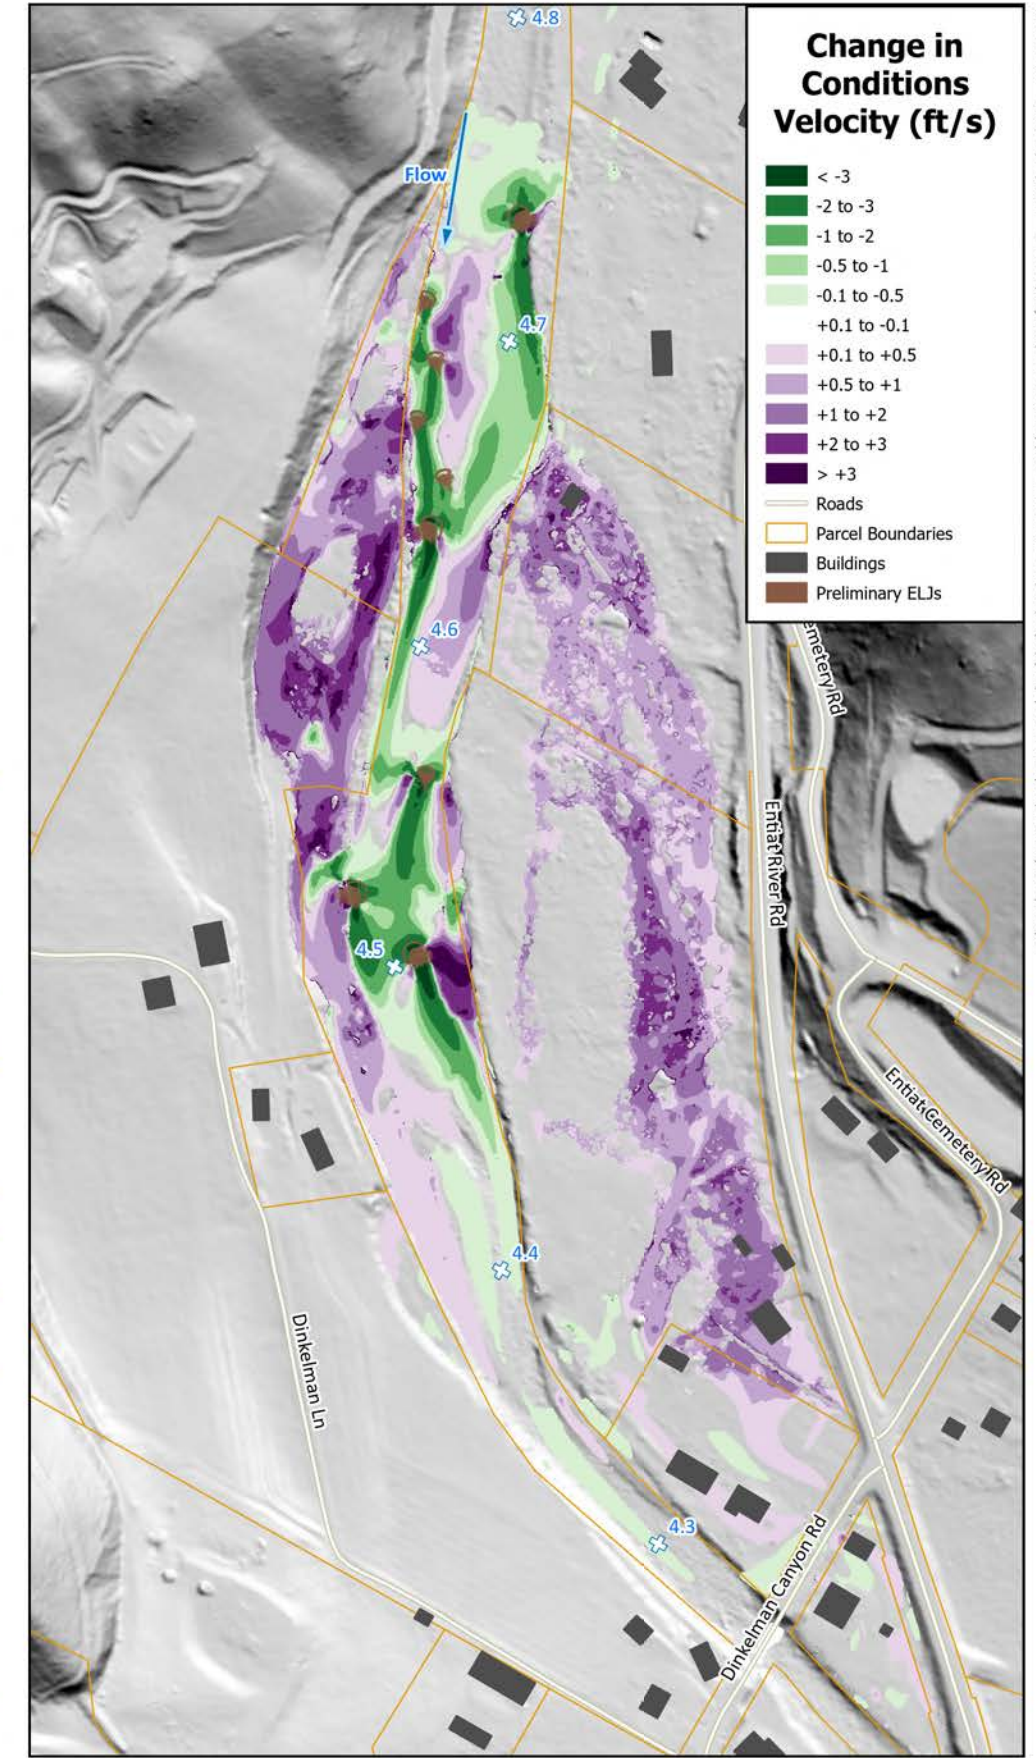 4.8
Change in
Conditions
Velocity (ft/s)
Flow
< -3
-2 to -3
-1 to -2
-0.5 to -1
-0.1 to -0.5
+0.1 to -0.1
+0.1 to +0.5
+0.5 to +1
+1 to +2
+2 to +3
> +3
Roads
Parcel Boundaries
Buildings
Preliminary ELJs
4.7
4.6
emetery Rd
Entiat River Rd
4.5
Entiat Cemetery Rd
4.4
Dinkelman Ln
4.3
Dinkelman Canyon Rd